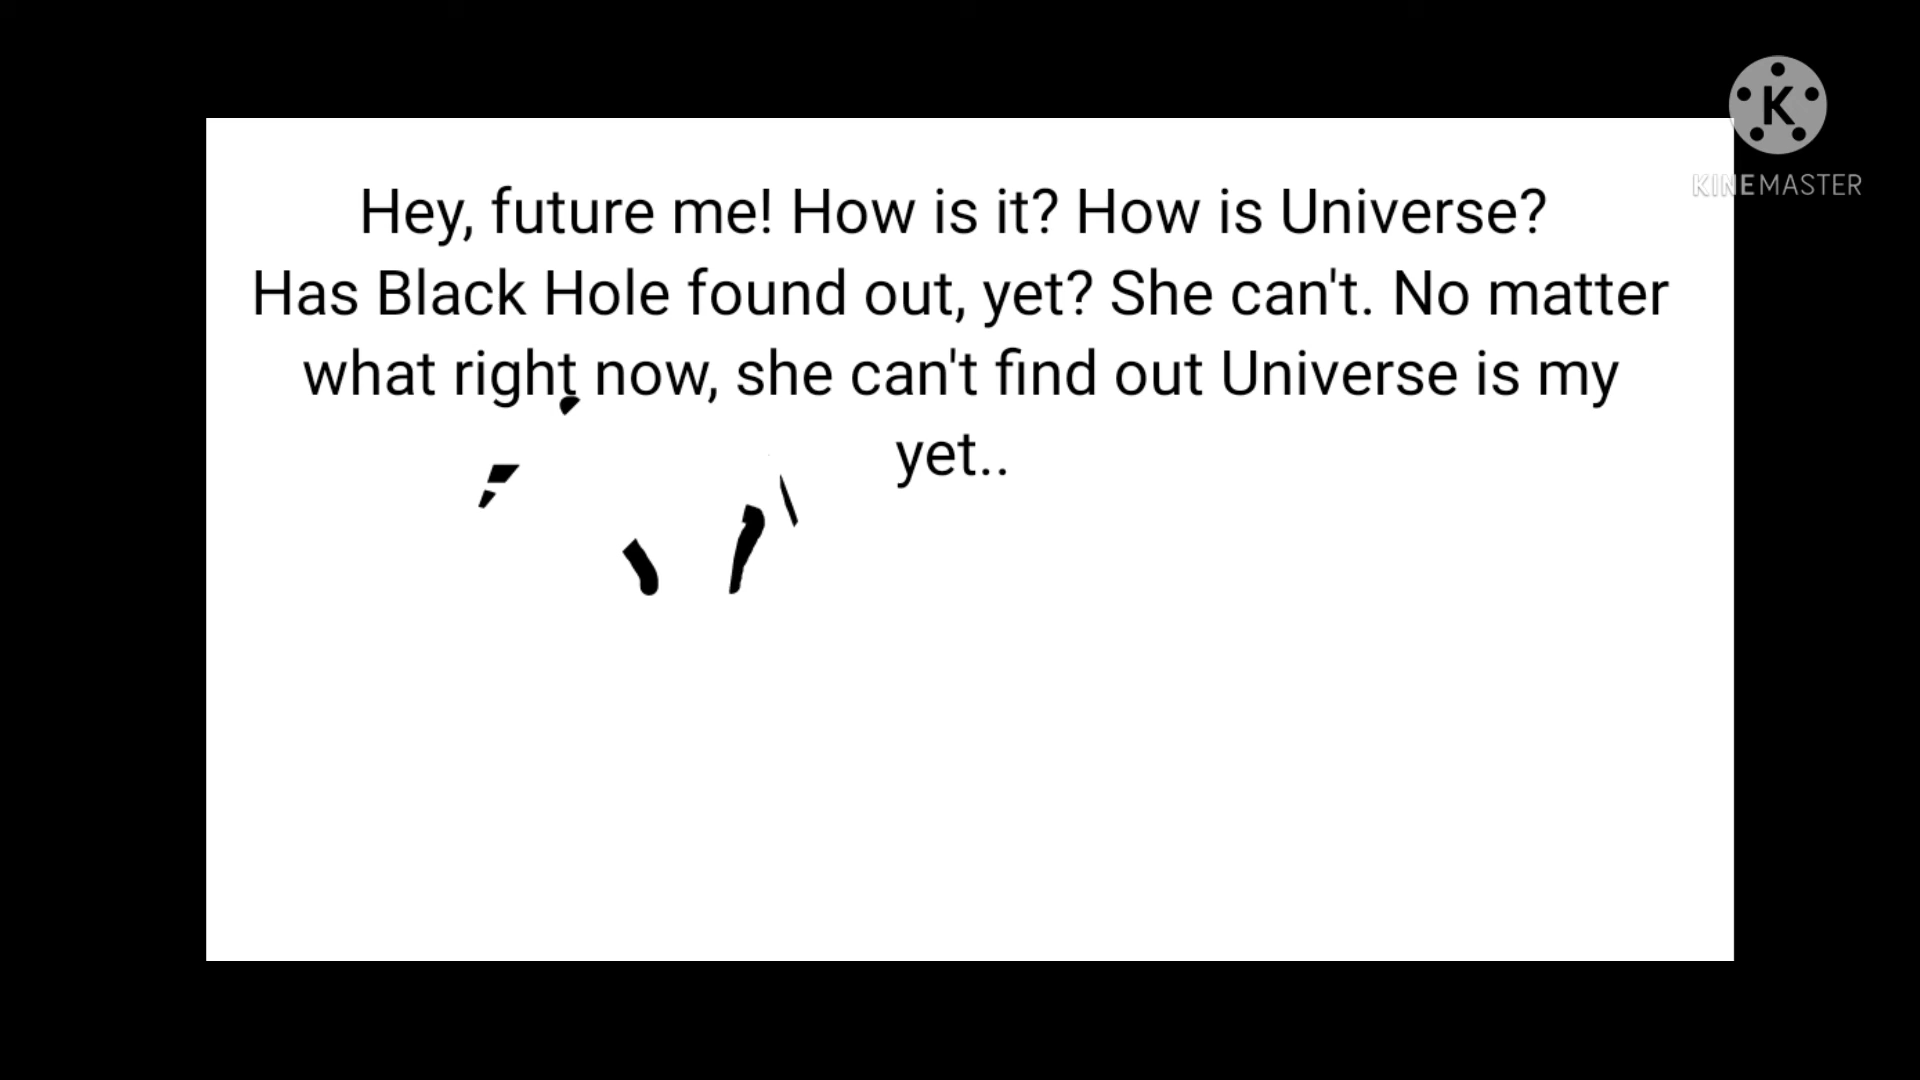 Hey, future me! How is it? How is Universe?
Has Black Hole found out, yet? She can't. No matter
what right now, she can't find out Universe is my
yet..
K
KINEMASTER